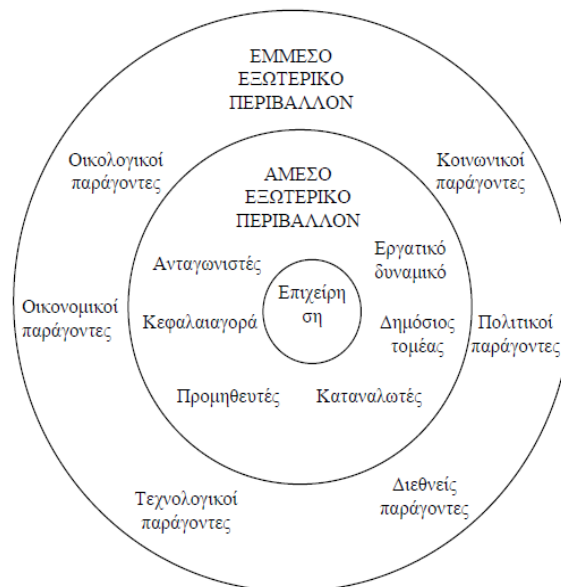 ΕΜΜΕΣΟ
ΕΞΩΤΕΡΙΚΟ
ΠΕΡΙΒΑΛΛΟΝ
Οικολογικοί
παράγοντες
Κοινωνικοί
παράγοντες
ΑΜΕΣΟ
ΕΞΩΤΕΡΙΚΟ
ΠΕΡΙΒΑΛΛΟΝ
Ανταγωνιστές
Εργατικό
δυναμικό
Επιχείρη
ση
Οικονομικοί
παράγοντες
Κεφαλαιαγορά
Δημόσιος
τομέας
Πολιτικοί
παράγοντες
Προμηθευτές
Καταναλωτές
Τεχνολογικοί
παράγοντες
Διεθνείς
παράγοντες